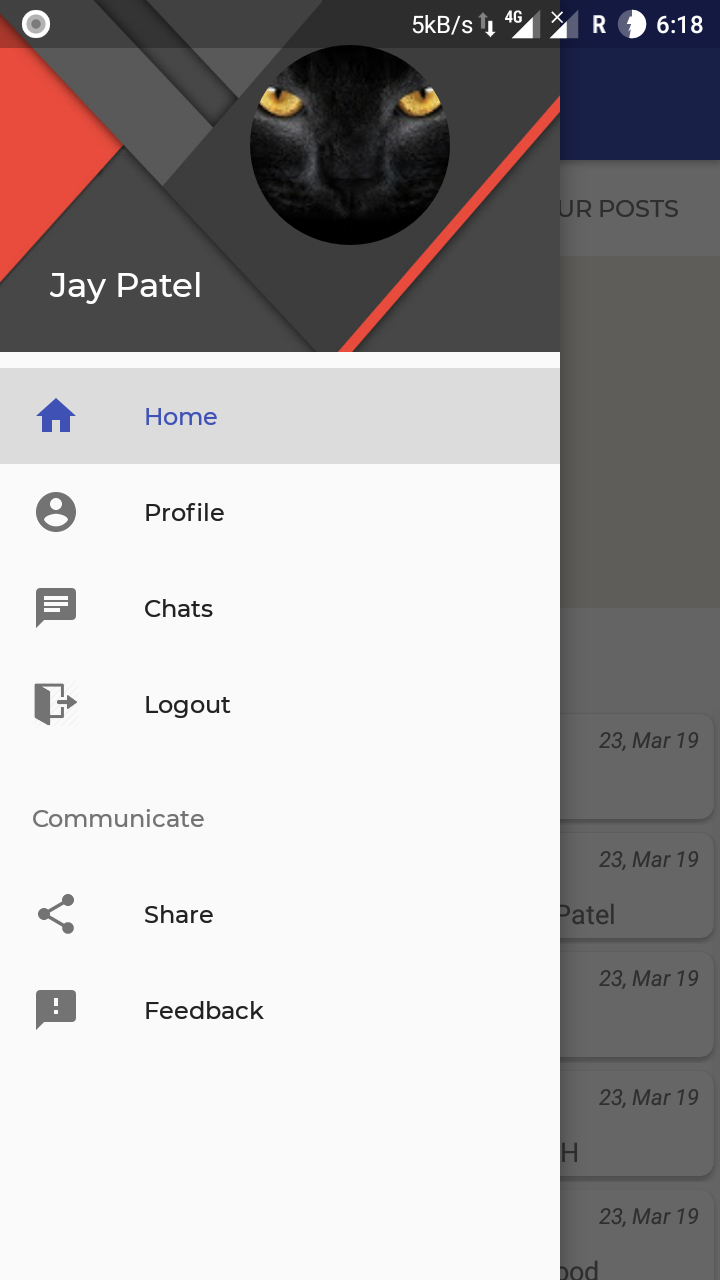 5kB/s 4G R 6:18
UR POSTS
Jay Patel
Home
Profile
Chats
Logout
23, Mar 19
Communicate
23, Mar 19
Share
Patel
23, Mar 19
Feedback
23, Mar 19
H
23, Mar 19
ood